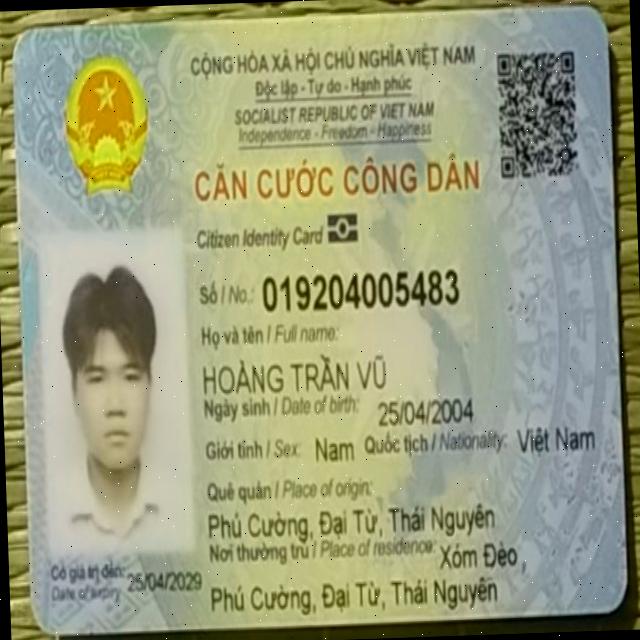 CỘNG HÒA XÃ HỘI CHỦ NGHĨA VIỆT NAM
Độc lập - Tự do - Hạnh phúc
SOCIALIST REPUBLIC OF VIET NAM
Independence - Freedom - Happiness
CĂN CƯỚC CÔNG DÂN
Citizen Identity Card
Số / No.: 019204005483
Họ và tên / Full name:
HOÀNG TRẦN VŨ
Ngày sinh / Date of birth: 25/04/2004
Giới tính / Sex: Nam Quốc tịch / Nationality: Việt Nam
Quê quán / Place of origin:
Phú Cường, Đại Từ, Thái Nguyên
Nơi thường trú / Place of residence: Xóm Đèo,
Phú Cường, Đại Từ, Thái Nguyên
Có giá trị đến: 25/04/2029
Date of expiry